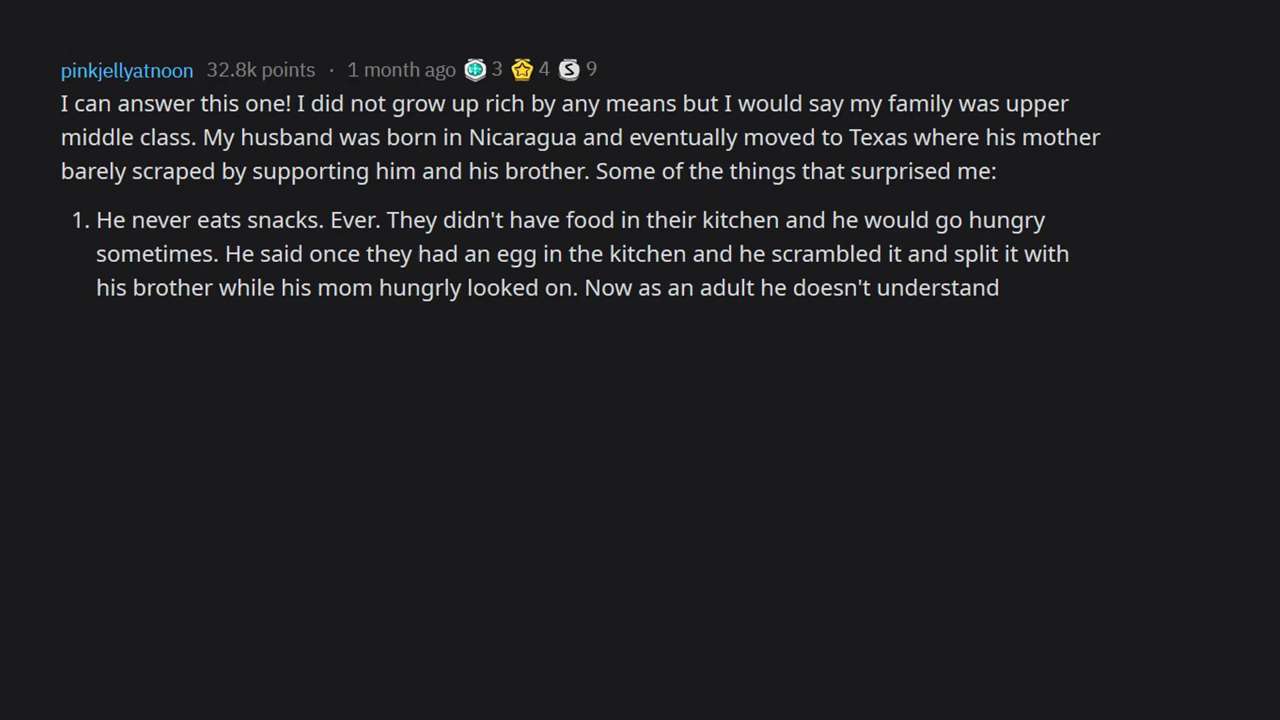 pinkjellyatnoon 32.8k points · 1 month ago 3 4 S 9
I can answer this one! I did not grow up rich by any means but I would say my family was upper
middle class. My husband was born in Nicaragua and eventually moved to Texas where his mother
barely scraped by supporting him and his brother. Some of the things that surprised me:
1. He never eats snacks. Ever. They didn't have food in their kitchen and he would go hungry
sometimes. He said once they had an egg in the kitchen and he scrambled it and split it with
his brother while his mom hungrly looked on. Now as an adult he doesn't understand